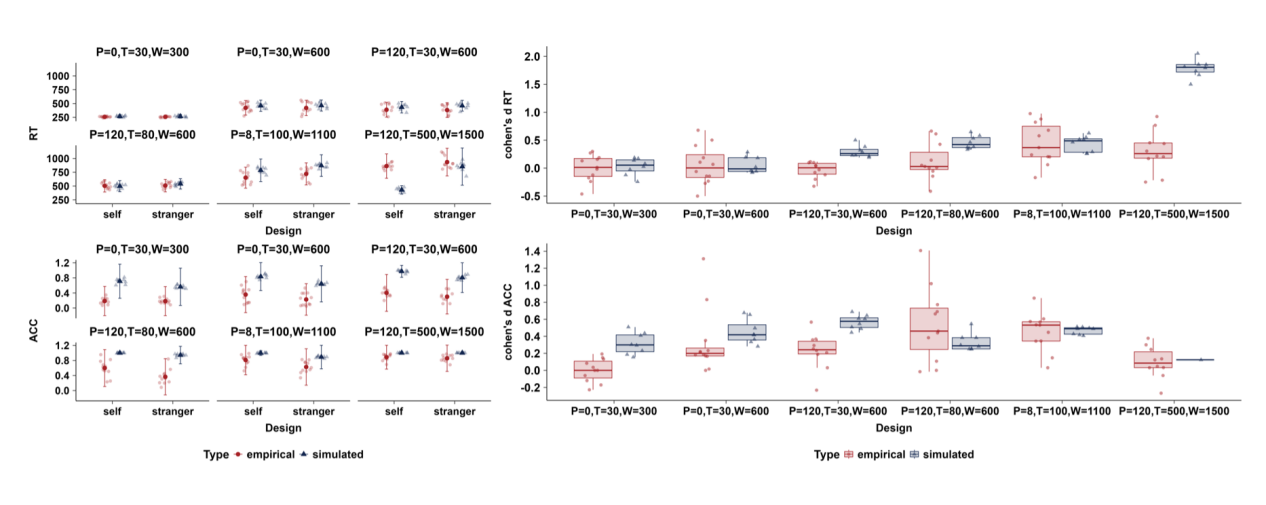 P=0,T=30,W=300 P=0,T=30,W=600 P=120,T=30,W=600
1000
750
500
250
P=120,T=80,W=600 P=8,T=100,W=1100 P=120,T=500,W=1500
1000
750
500
250
RT
self stranger self stranger self stranger
Design
P=0,T=30,W=300 P=0,T=30,W=600 P=120,T=30,W=600
1.2
0.8
0.4
0.0
P=120,T=80,W=600 P=8,T=100,W=1100 P=120,T=500,W=1500
1.2
0.8
0.4
0.0
ACC
self stranger self stranger self stranger
Design
Type empirical simulated
cohen's d RT
2.0
1.5
1.0
0.5
0.0
-0.5
P=0,T=30,W=300 P=0,T=30,W=600 P=120,T=30,W=600 P=120,T=80,W=600 P=8,T=100,W=1100 P=120,T=500,W=1500
Design
cohen's d ACC
1.4
1.2
1.0
0.8
0.6
0.4
0.2
0.0
-0.2
P=0,T=30,W=300 P=0,T=30,W=600 P=120,T=30,W=600 P=120,T=80,W=600 P=8,T=100,W=1100 P=120,T=500,W=1500
Design
Type empirical simulated